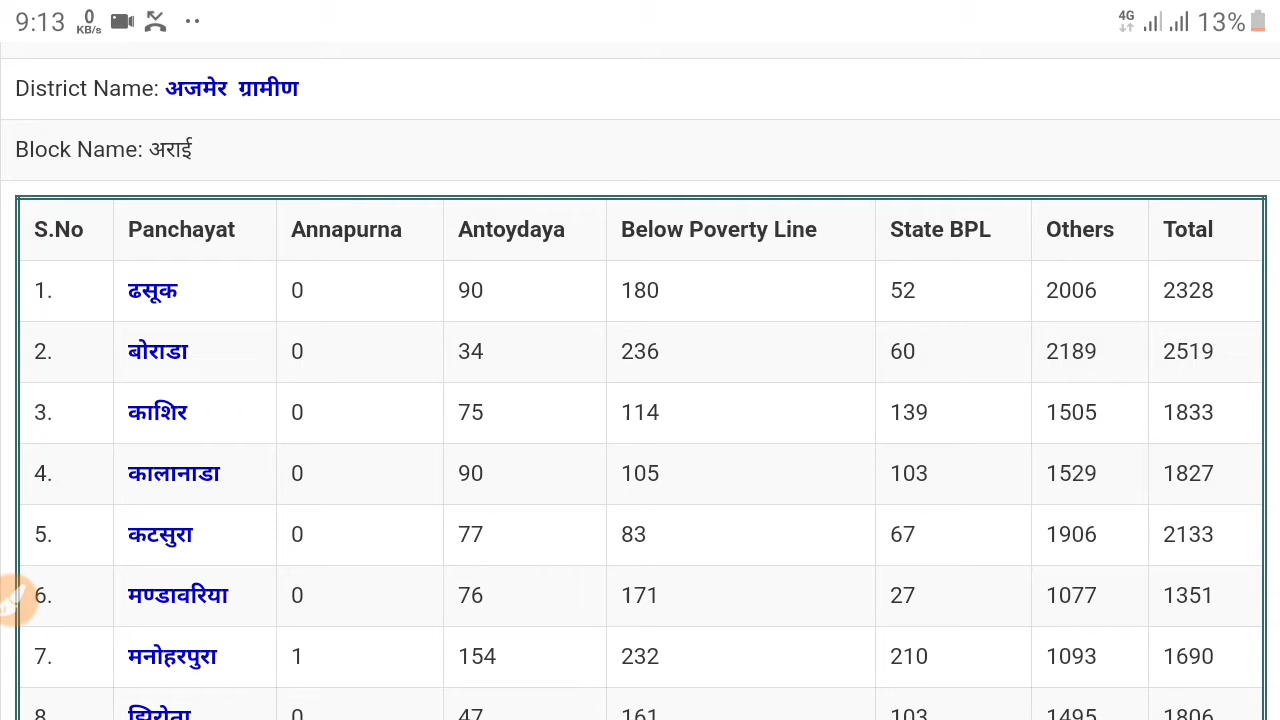 9:13 0 KB/s 4G 13%
District Name: अजमेर ग्रामीण
Block Name: अराई
S.No Panchayat Annapurna Antoydaya Below Poverty Line State BPL Others Total
1. ढसूक 0 90 180 52 2006 2328
2. बोराडा 0 34 236 60 2189 2519
3. काशिर 0 75 114 139 1505 1833
4. कालानाडा 0 90 105 103 1529 1827
5. कटसुरा 0 77 83 67 1906 2133
6. मण्डावरिया 0 76 171 27 1077 1351
7. मनोहरपुरा 1 154 232 210 1093 1690
8 0 47 161 103 1495 1806